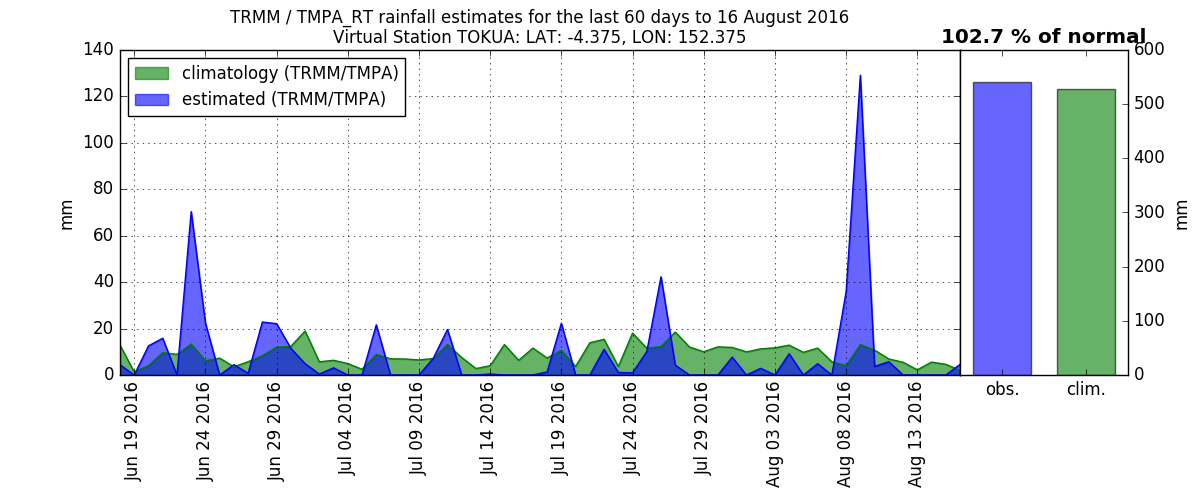 TRMM / TMPA_RT rainfall estimates for the last 60 days to 16 August 2016
Virtual Station TOKUA: LAT: -4.375, LON: 152.375
102.7 % of normal
climatology (TRMM/TMPA)
estimated (TRMM/TMPA)
140
120
100
80
60
40
20
0
mm
Jun 19 2016
Jun 24 2016
Jun 29 2016
Jul 04 2016
Jul 09 2016
Jul 14 2016
Jul 19 2016
Jul 24 2016
Jul 29 2016
Aug 03 2016
Aug 08 2016
Aug 13 2016
600
500
400
300
200
100
0
mm
obs.
clim.